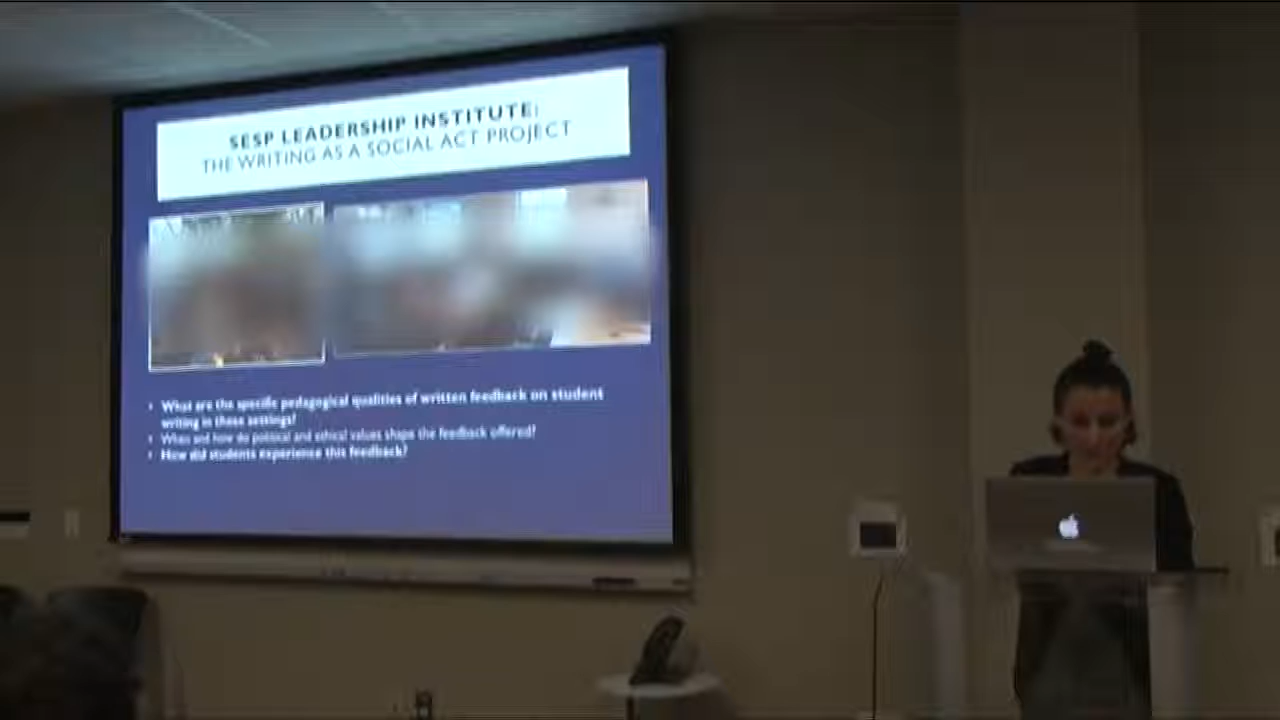 SESP LEADERSHIP INSTITUTE:
THE WRITING AS A SOCIAL ACT PROJECT
• What are the specific pedagogical qualities of written feedback on student
writing in these settings?
• When and how do political and ethical values shape the feedback offered?
• How did students experience this feedback?